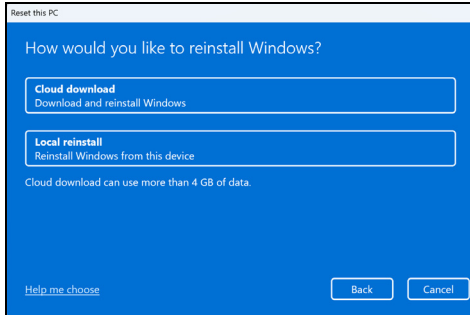 Reset this PC
How would you like to reinstall Windows?
Cloud download
Download and reinstall Windows
Local reinstall
Reinstall Windows from this device
Cloud download can use more than 4 GB of data.
Help me choose
Back
Cancel